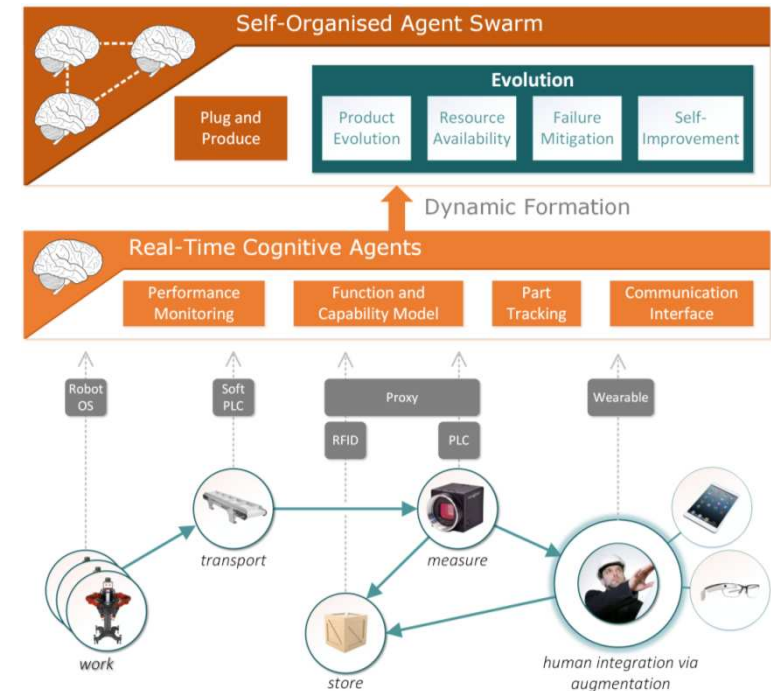 Self-Organised Agent Swarm
Evolution
Plug and
Produce
Product
Evolution
Resource
Availability
Failure
Mitigation
Self-
Improvement
Dynamic Formation
Real-Time Cognitive Agents
Performance
Monitoring
Function and
Capability Model
Part
Tracking
Communication
Interface
Robot
OS
Soft
PLC
Proxy
Wearable
RFID
PLC
transport
measure
work
store
human integration via
augmentation